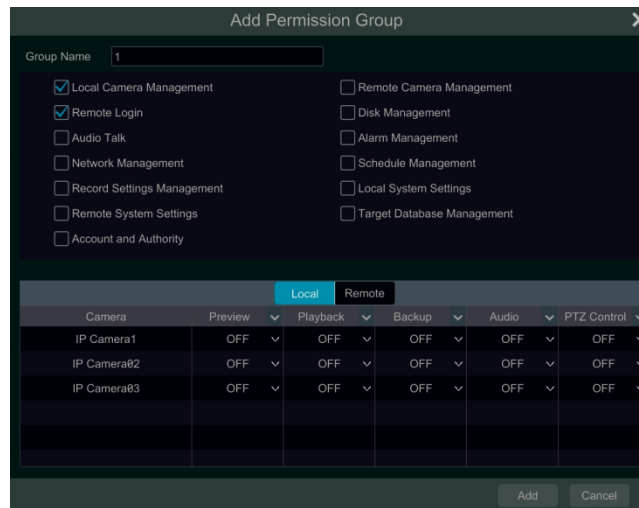 Add Permission Group
Group Name 1
Local Camera Management Remote Camera Management
Remote Login Disk Management
Audio Talk Alarm Management
Network Management Schedule Management
Record Settings Management Local System Settings
Remote System Settings Target Database Management
Account and Authority
Local Remote
Camera Preview Playback Backup Audio PTZ Control
IP Camera1 OFF OFF OFF OFF OFF
IP Camera02 OFF OFF OFF OFF OFF
IP Camera03 OFF OFF OFF OFF OFF
Add Cancel